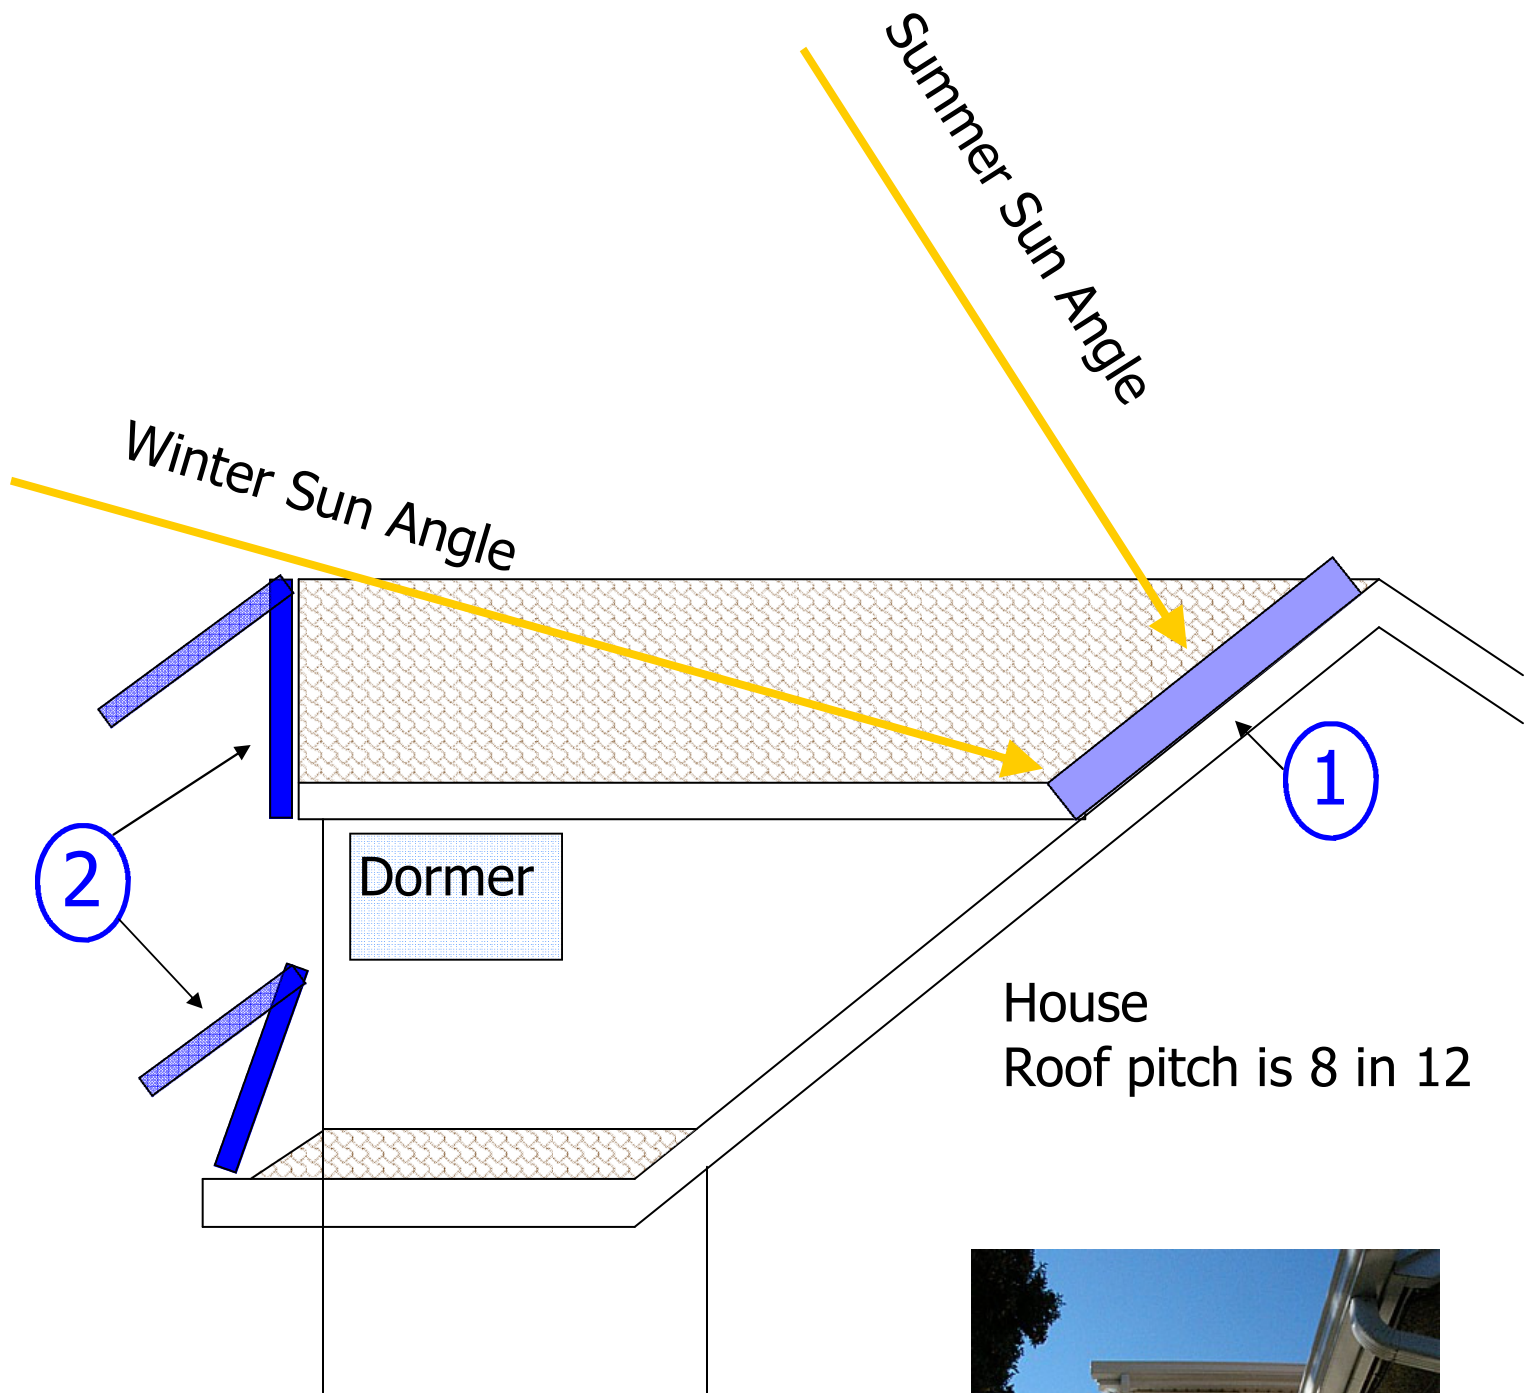 Summer Sun Angle
Winter Sun Angle
1
2
Dormer
House
Roof pitch is 8 in 12